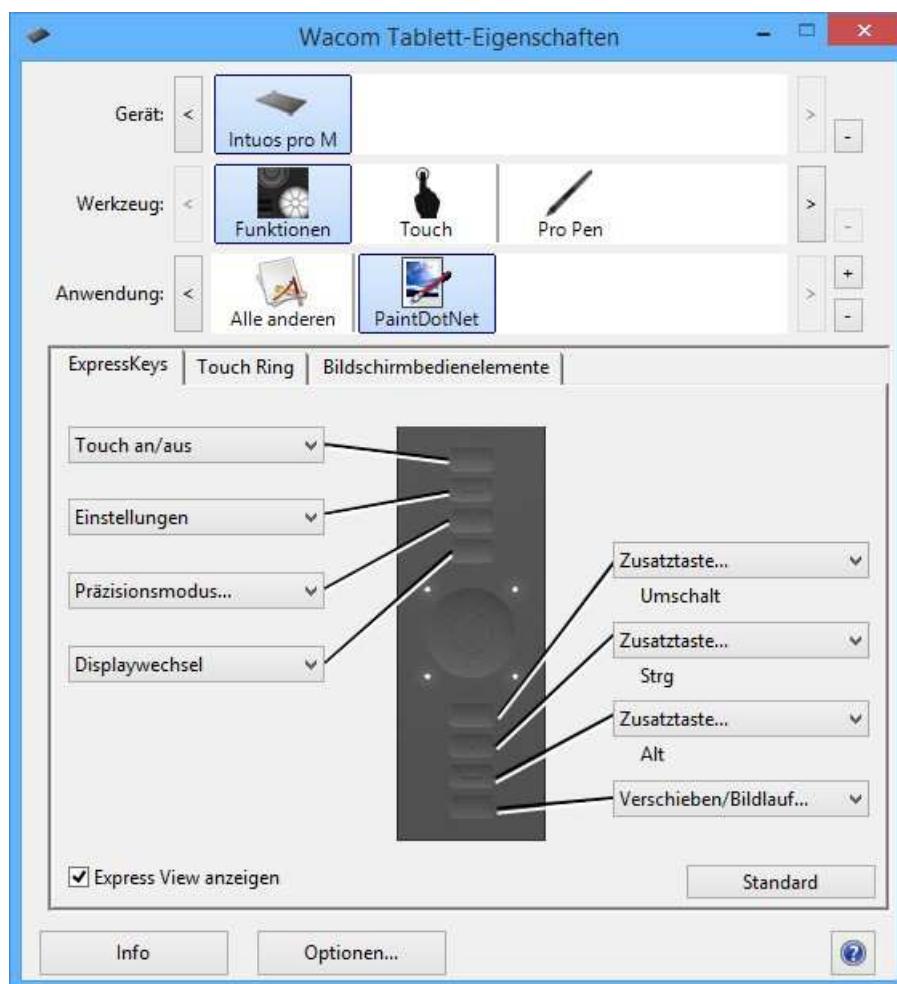 Wacom Tablett-Eigenschaften
Gerät:
<
Intuos pro M
>
-
Werkzeug:
<
Funktionen
Touch
Pro Pen
>
-
Anwendung:
<
Alle anderen
PaintDotNet
>
+
-
ExpressKeys
Touch Ring
Bildschirmbedienelemente
Touch an/aus
Einstellungen
Präzisionsmodus...
Displaywechsel
Zusatztaste...
Umschalt
Zusatztaste...
Strg
Zusatztaste...
Alt
Verschieben/Bildlauf...
Express View anzeigen
Standard
Info
Optionen...
?